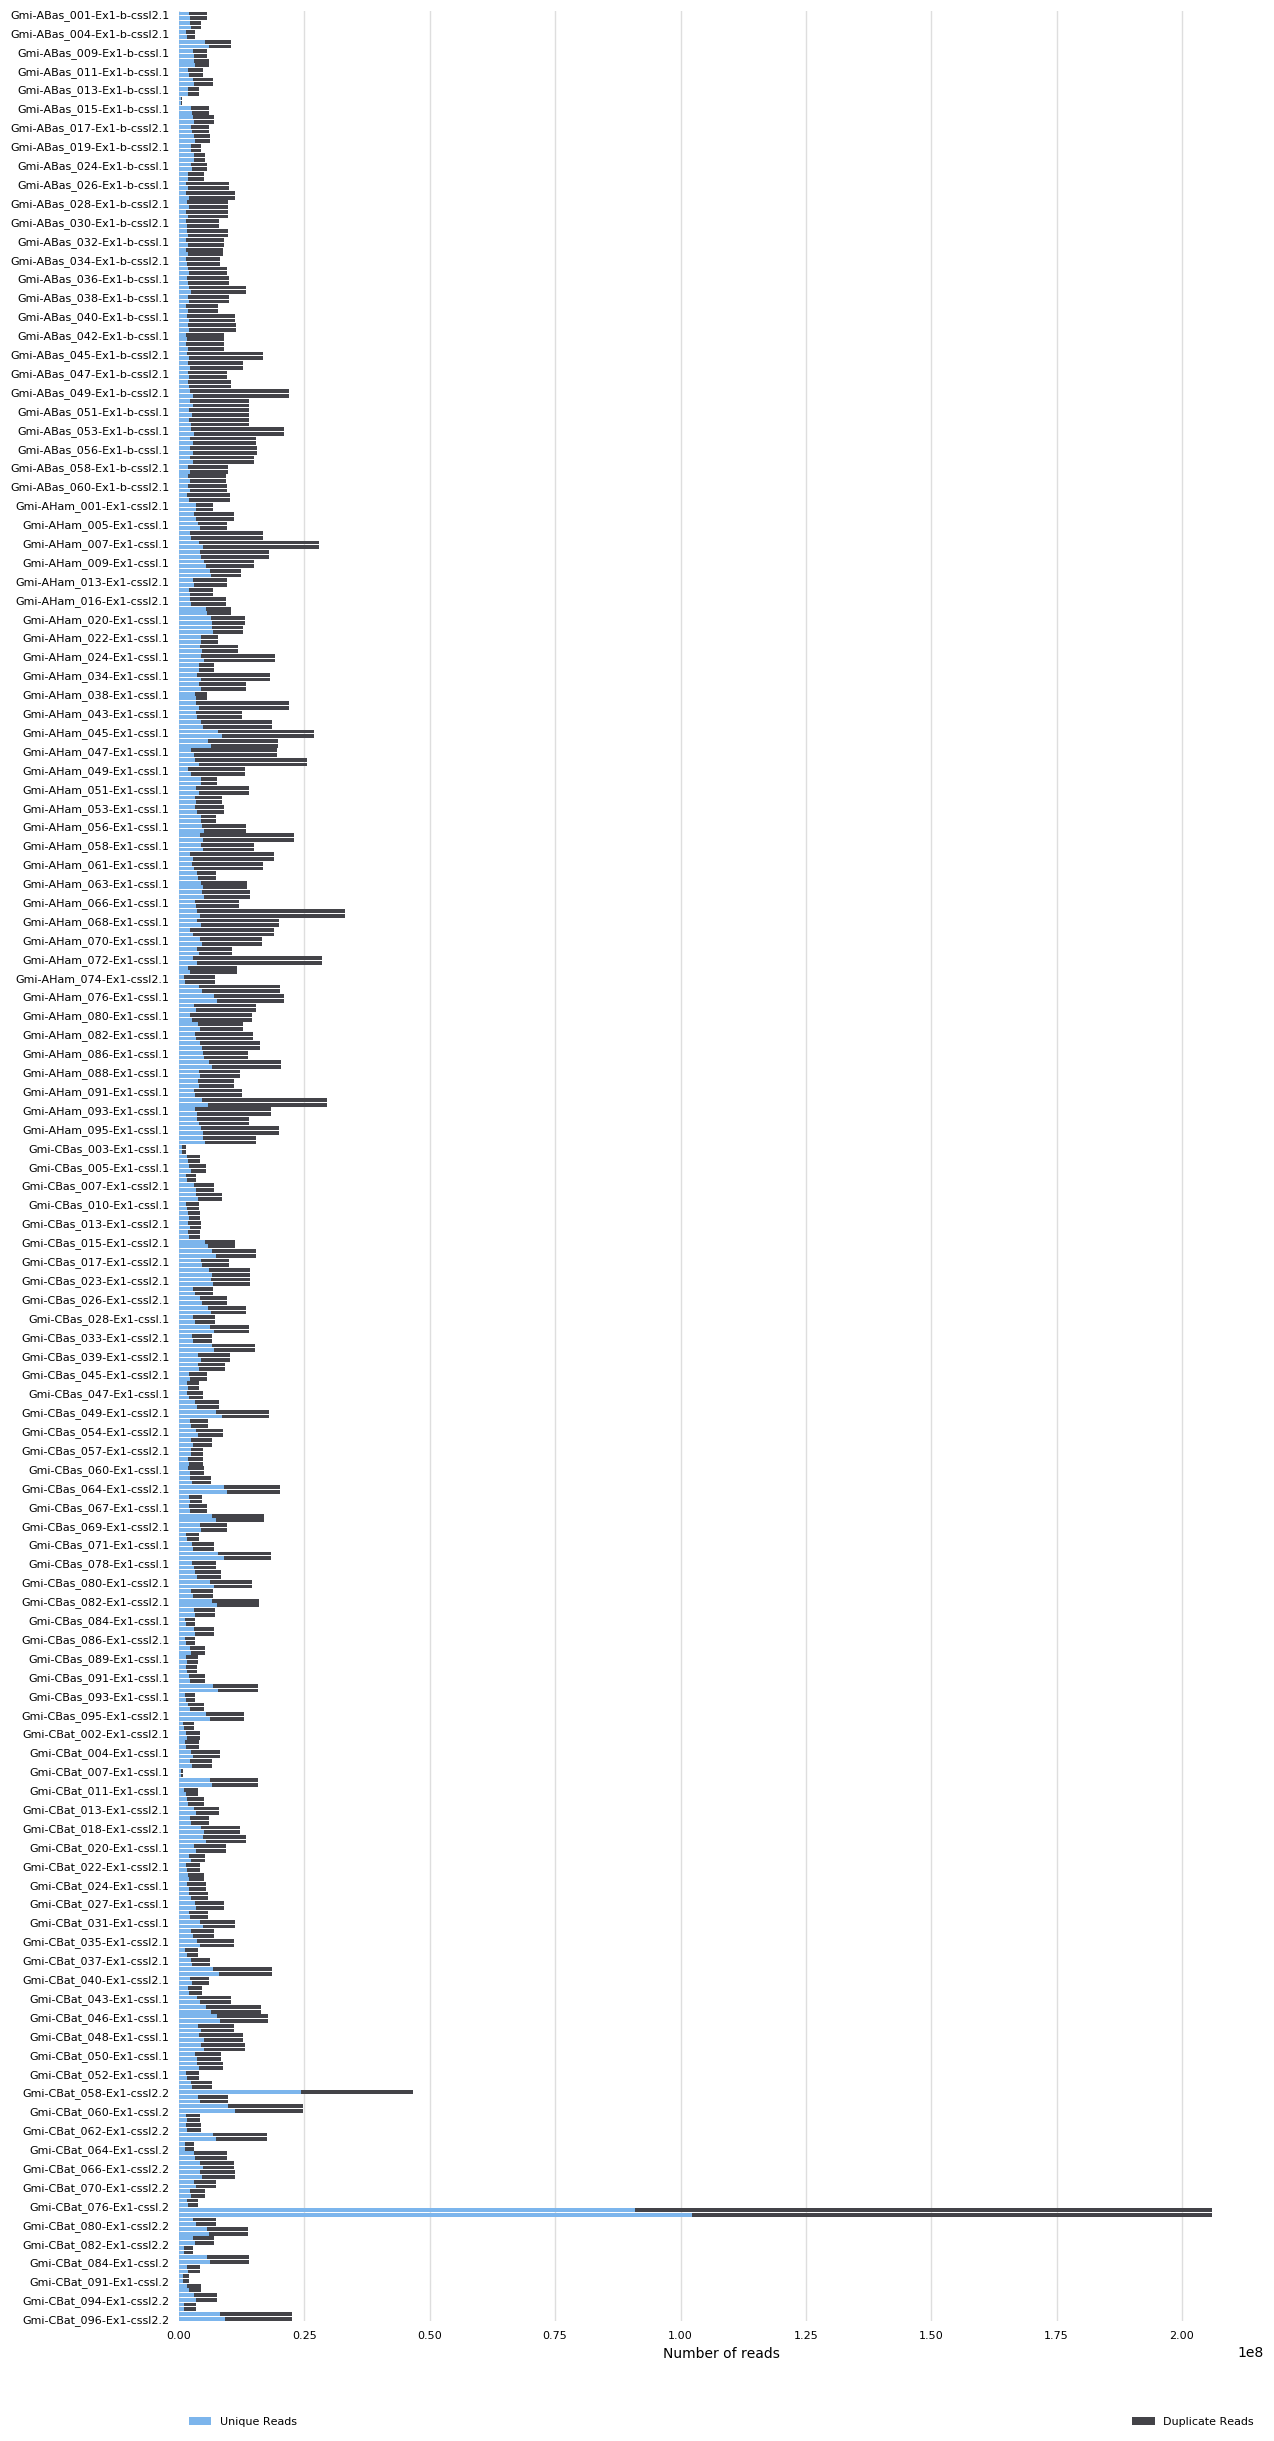 Gmi-ABas_001-Ex1-b-cssl2.1
Gmi-ABas_004-Ex1-b-cssl2.1
Gmi-ABas_009-Ex1-b-cssl.1
Gmi-ABas_011-Ex1-b-cssl.1
Gmi-ABas_013-Ex1-b-cssl.1
Gmi-ABas_015-Ex1-b-cssl.1
Gmi-ABas_017-Ex1-b-cssl2.1
Gmi-ABas_019-Ex1-b-cssl2.1
Gmi-ABas_024-Ex1-b-cssl.1
Gmi-ABas_026-Ex1-b-cssl.1
Gmi-ABas_028-Ex1-b-cssl2.1
Gmi-ABas_030-Ex1-b-cssl2.1
Gmi-ABas_032-Ex1-b-cssl.1
Gmi-ABas_034-Ex1-b-cssl2.1
Gmi-ABas_036-Ex1-b-cssl.1
Gmi-ABas_038-Ex1-b-cssl.1
Gmi-ABas_040-Ex1-b-cssl.1
Gmi-ABas_042-Ex1-b-cssl.1
Gmi-ABas_045-Ex1-b-cssl2.1
Gmi-ABas_047-Ex1-b-cssl2.1
Gmi-ABas_049-Ex1-b-cssl2.1
Gmi-ABas_051-Ex1-b-cssl.1
Gmi-ABas_053-Ex1-b-cssl.1
Gmi-ABas_056-Ex1-b-cssl.1
Gmi-ABas_058-Ex1-b-cssl2.1
Gmi-ABas_060-Ex1-b-cssl2.1
Gmi-AHam_001-Ex1-cssl2.1
Gmi-AHam_005-Ex1-cssl.1
Gmi-AHam_007-Ex1-cssl.1
Gmi-AHam_009-Ex1-cssl.1
Gmi-AHam_013-Ex1-cssl2.1
Gmi-AHam_016-Ex1-cssl2.1
Gmi-AHam_020-Ex1-cssl.1
Gmi-AHam_022-Ex1-cssl.1
Gmi-AHam_024-Ex1-cssl.1
Gmi-AHam_034-Ex1-cssl.1
Gmi-AHam_038-Ex1-cssl.1
Gmi-AHam_043-Ex1-cssl.1
Gmi-AHam_045-Ex1-cssl.1
Gmi-AHam_047-Ex1-cssl.1
Gmi-AHam_049-Ex1-cssl.1
Gmi-AHam_051-Ex1-cssl.1
Gmi-AHam_053-Ex1-cssl.1
Gmi-AHam_056-Ex1-cssl.1
Gmi-AHam_058-Ex1-cssl.1
Gmi-AHam_061-Ex1-cssl.1
Gmi-AHam_063-Ex1-cssl.1
Gmi-AHam_066-Ex1-cssl.1
Gmi-AHam_068-Ex1-cssl.1
Gmi-AHam_070-Ex1-cssl.1
Gmi-AHam_072-Ex1-cssl.1
Gmi-AHam_074-Ex1-cssl2.1
Gmi-AHam_076-Ex1-cssl.1
Gmi-AHam_080-Ex1-cssl.1
Gmi-AHam_082-Ex1-cssl.1
Gmi-AHam_086-Ex1-cssl.1
Gmi-AHam_088-Ex1-cssl.1
Gmi-AHam_091-Ex1-cssl.1
Gmi-AHam_093-Ex1-cssl.1
Gmi-AHam_095-Ex1-cssl.1
Gmi-CBas_003-Ex1-cssl.1
Gmi-CBas_005-Ex1-cssl.1
Gmi-CBas_007-Ex1-cssl2.1
Gmi-CBas_010-Ex1-cssl.1
Gmi-CBas_013-Ex1-cssl2.1
Gmi-CBas_015-Ex1-cssl2.1
Gmi-CBas_017-Ex1-cssl2.1
Gmi-CBas_023-Ex1-cssl2.1
Gmi-CBas_026-Ex1-cssl2.1
Gmi-CBas_028-Ex1-cssl.1
Gmi-CBas_033-Ex1-cssl2.1
Gmi-CBas_039-Ex1-cssl2.1
Gmi-CBas_045-Ex1-cssl2.1
Gmi-CBas_047-Ex1-cssl.1
Gmi-CBas_049-Ex1-cssl2.1
Gmi-CBas_054-Ex1-cssl2.1
Gmi-CBas_057-Ex1-cssl2.1
Gmi-CBas_060-Ex1-cssl.1
Gmi-CBas_064-Ex1-cssl2.1
Gmi-CBas_067-Ex1-cssl.1
Gmi-CBas_069-Ex1-cssl2.1
Gmi-CBas_071-Ex1-cssl.1
Gmi-CBas_078-Ex1-cssl.1
Gmi-CBas_080-Ex1-cssl2.1
Gmi-CBas_082-Ex1-cssl2.1
Gmi-CBas_084-Ex1-cssl.1
Gmi-CBas_086-Ex1-cssl2.1
Gmi-CBas_089-Ex1-cssl.1
Gmi-CBas_091-Ex1-cssl.1
Gmi-CBas_093-Ex1-cssl.1
Gmi-CBas_095-Ex1-cssl2.1
Gmi-CBat_002-Ex1-cssl2.1
Gmi-CBat_004-Ex1-cssl.1
Gmi-CBat_007-Ex1-cssl.1
Gmi-CBat_011-Ex1-cssl.1
Gmi-CBat_013-Ex1-cssl2.1
Gmi-CBat_018-Ex1-cssl2.1
Gmi-CBat_020-Ex1-cssl.1
Gmi-CBat_022-Ex1-cssl2.1
Gmi-CBat_024-Ex1-cssl.1
Gmi-CBat_027-Ex1-cssl.1
Gmi-CBat_031-Ex1-cssl.1
Gmi-CBat_035-Ex1-cssl2.1
Gmi-CBat_037-Ex1-cssl2.1
Gmi-CBat_040-Ex1-cssl2.1
Gmi-CBat_043-Ex1-cssl.1
Gmi-CBat_046-Ex1-cssl.1
Gmi-CBat_048-Ex1-cssl.1
Gmi-CBat_050-Ex1-cssl.1
Gmi-CBat_052-Ex1-cssl.1
Gmi-CBat_058-Ex1-cssl2.2
Gmi-CBat_060-Ex1-cssl.2
Gmi-CBat_062-Ex1-cssl2.2
Gmi-CBat_064-Ex1-cssl.2
Gmi-CBat_066-Ex1-cssl2.2
Gmi-CBat_070-Ex1-cssl2.2
Gmi-CBat_076-Ex1-cssl.2
Gmi-CBat_080-Ex1-cssl2.2
Gmi-CBat_082-Ex1-cssl2.2
Gmi-CBat_084-Ex1-cssl.2
Gmi-CBat_091-Ex1-cssl.2
Gmi-CBat_094-Ex1-cssl2.2
Gmi-CBat_096-Ex1-cssl2.2
0.00 0.25 0.50 0.75 1.00 1.25 1.50 1.75 2.00
Number of reads 1e8
Unique Reads Duplicate Reads